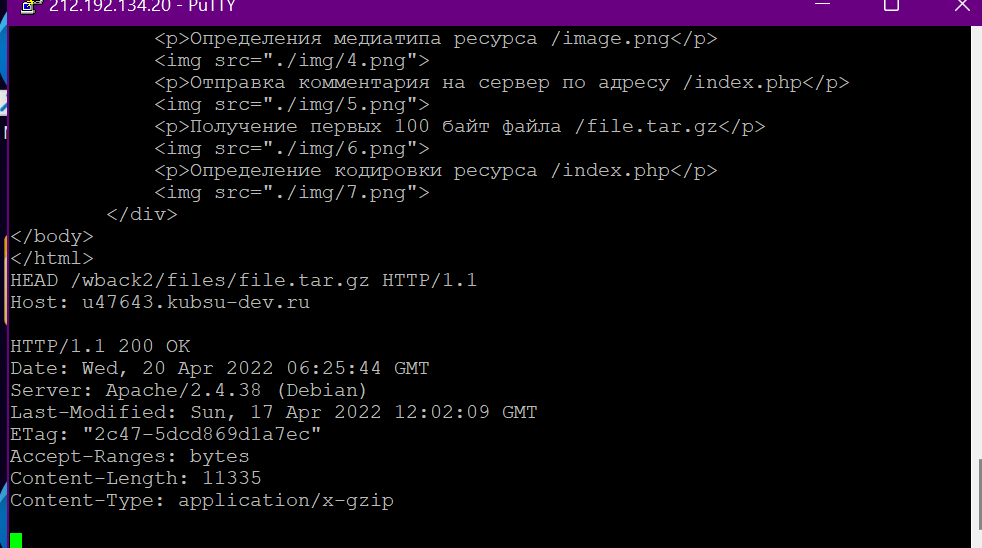 212.192.134.20 - PuTTY
<p>Определения медиатипа ресурса /image.png</p>
<img src="./img/4.png">
<p>Отправка комментария на сервер по адресу /index.php</p>
<img src="./img/5.png">
<p>Получение первых 100 байт файла /file.tar.gz</p>
<img src="./img/6.png">
<p>Определение кодировки ресурса /index.php</p>
<img src="./img/7.png">
</div>
</body>
</html>
HEAD /wback2/files/file.tar.gz HTTP/1.1
Host: u47643.kubsu-dev.ru
HTTP/1.1 200 OK
Date: Wed, 20 Apr 2022 06:25:44 GMT
Server: Apache/2.4.38 (Debian)
Last-Modified: Sun, 17 Apr 2022 12:02:09 GMT
ETag: "2c47-5dcd869d1a7ec"
Accept-Ranges: bytes
Content-Length: 11335
Content-Type: application/x-gzip